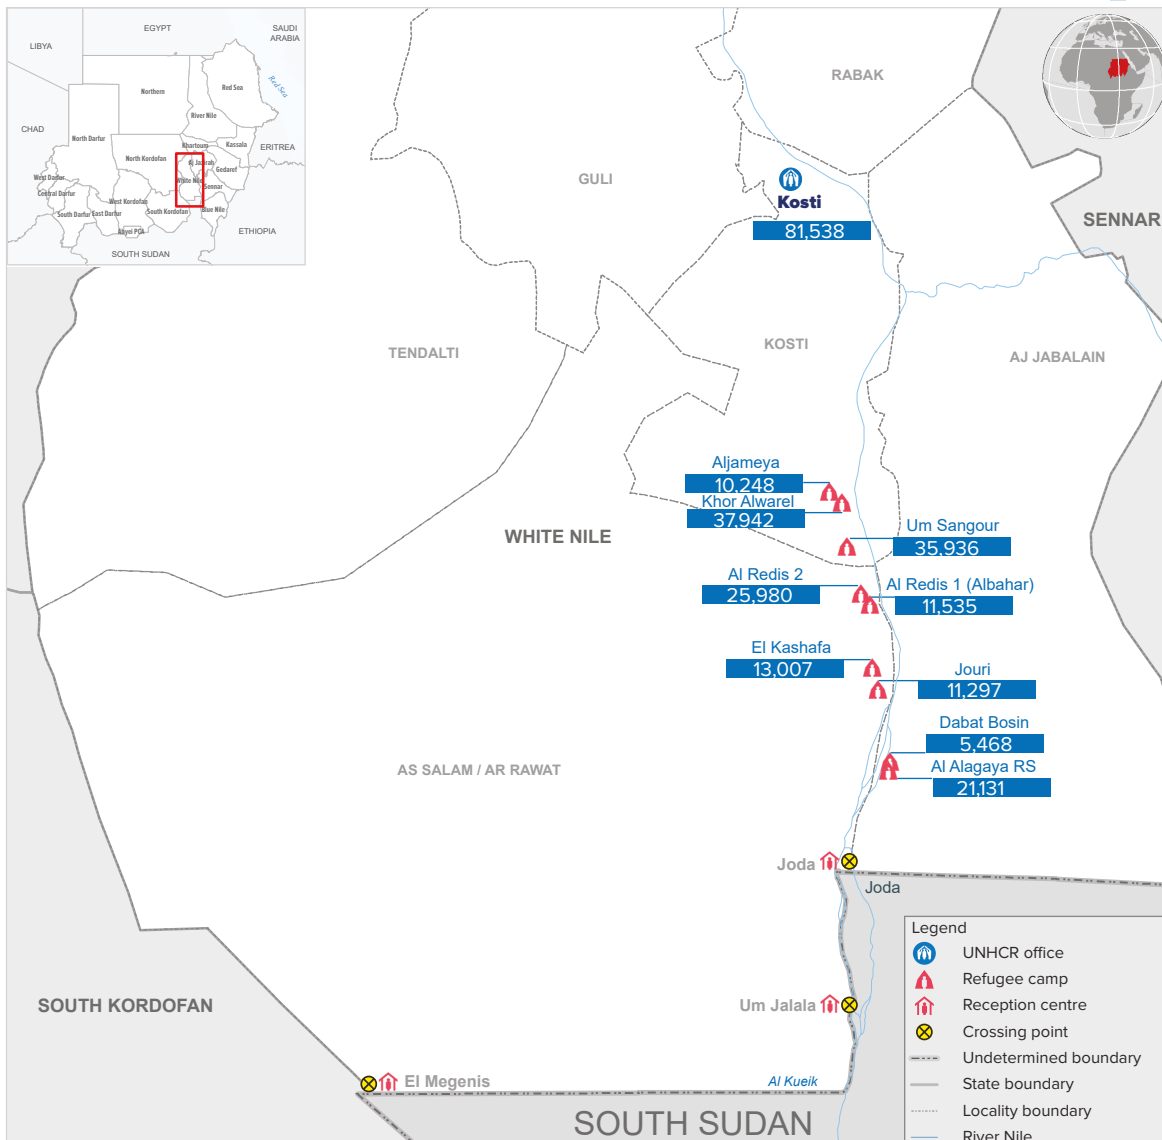 EGYPT
SAUDI
ARABIA
LIBYA
Red Sea
Northern
Red Sea
River Nile
CHAD
North Darfur
Khartoum
Kassala
ERITREA
North Kordofan
Aj Jazirah
Gedaref
West Darfur
White Nile
Sennar
Central Darfur
West Kordofan
South Darfur
East Darfur
South Kordofan
Blue Nile
Abyei PCA
ETHIOPIA
SOUTH SUDAN
RABAK
GULI
Kosti
81,538
SENNAR
TENDALTI
KOSTI
AJ JABALAIN
Aljameya
10,248
Khor Alwarel
37,942
WHITE NILE
Um Sangour
35,936
Al Redis 2
25,980
Al Redis 1 (Albahar)
11,535
El Kashafa
13,007
Jouri
11,297
Dabat Bosin
5,468
Al Alagaya RS
21,131
AS SALAM / AR RAWAT
Joda
Joda
SOUTH KORDOFAN
Um Jalala
El Megenis
Al Kueik
SOUTH SUDAN
Legend
UNHCR office
Refugee camp
Reception centre
Crossing point
Undetermined boundary
State boundary
Locality boundary
River Nile